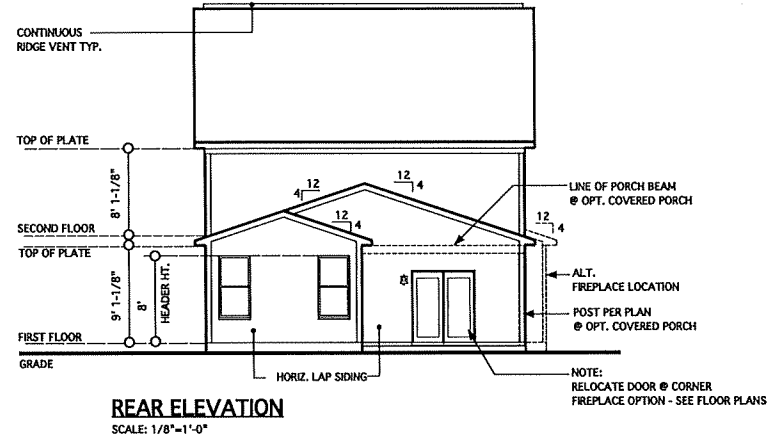 CONTINUOUS
RIDGE VENT TYP.
TOP OF PLATE
8' 1-1/8"
12
4
12
4
LINE OF PORCH BEAM
@ OPT. COVERED PORCH
12
4
12
4
SECOND FLOOR
TOP OF PLATE
9' 1-1/8"
8'
HEADER HT.
ALT.
FIREPLACE LOCATION
POST PER PLAN
@ OPT. COVERED PORCH
FIRST FLOOR
GRADE
HORIZ. LAP SIDING
NOTE:
RELOCATE DOOR @ CORNER
FIREPLACE OPTION - SEE FLOOR PLANS
REAR ELEVATION
SCALE: 1/8"=1'-0"